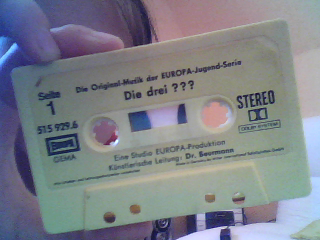 Seite
1
Die Original-Musik der EUROPA-Jugend-Serie
Die drei ???
515 929.6
GEMA
STEREO
DOLBY SYSTEM
Eine Studio EUROPA-Produktion
Künstlerische Leitung: Dr. Beurmann